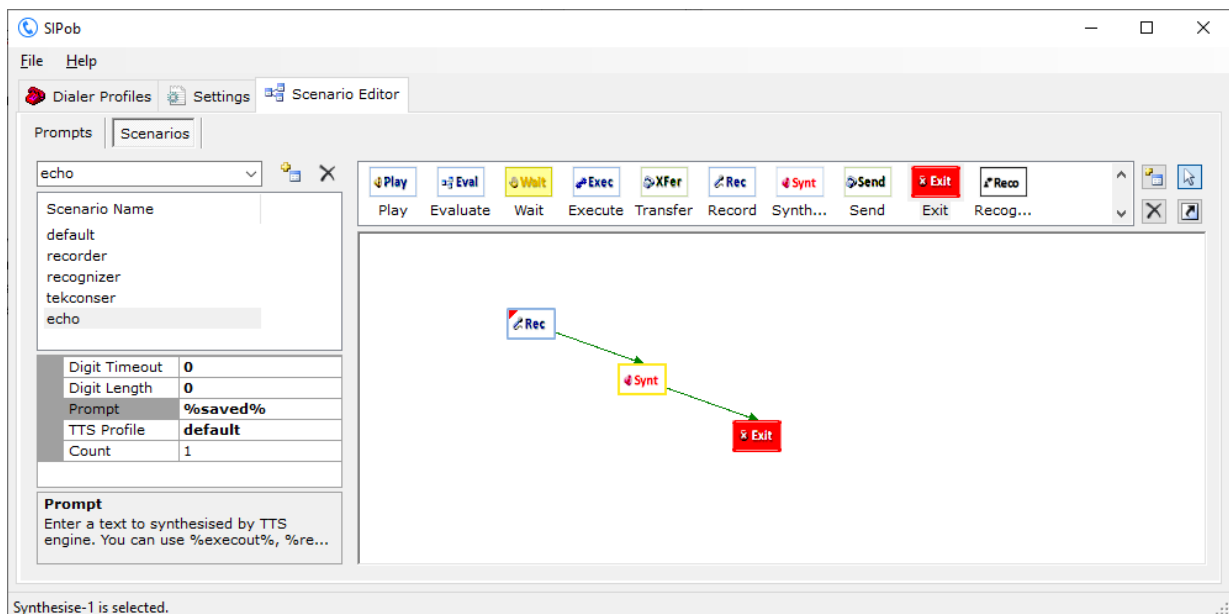 SIPob
File Help
Dialer Profiles Settings Scenario Editor
Prompts Scenarios
echo
Play Eval Wait Exec XFer Rec Synt Send Exit Reco
Play Evaluate Wait Execute Transfer Record Synth... Send Exit Recog...
Scenario Name
default
recorder
recognizer
tekconser
echo
Rec
Synt
Exit
Digit Timeout 0
Digit Length 0
Prompt %saved%
TTS Profile default
Count 1
Prompt
Enter a text to synthesised by TTS
engine. You can use %execout%, %re...
Synthesise-1 is selected.